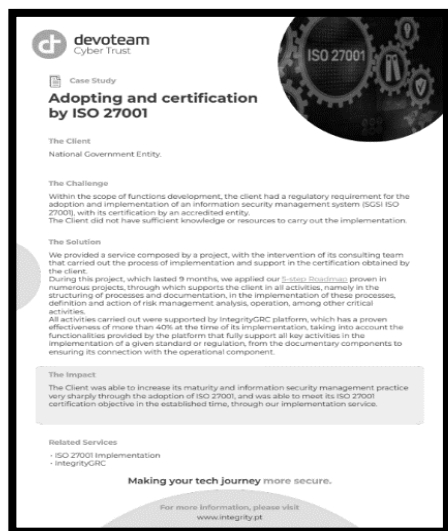 devoteam
Cyber Trust
ISO 27001
Case Study
Adopting and certification
by ISO 27001
The Client
National Government Entity.
The Challenge
Within the scope of functions development, the client had a regulatory requirement for the
adoption and implementation of an information security management system (SGSI ISO
27001), with its certification by an accredited entity.
The Client did not have sufficient knowledge or resources to carry out the implementation.
The Solution
We provided a service composed by a project, with the intervention of its consulting team
that carried out the process of implementation and support in the certification obtained by
the client.
During this project, which lasted 9 months, we applied our 5-step Roadmap proven in
numerous projects, through which supports the client in all activities, namely in the
structuring of processes and documentation, in the implementation of these processes,
definition and action of risk management analysis, operation, among other critical
activities.
All activities carried out were supported by IntegrityGRC platform, which has a proven
effectiveness of more than 40% at the time of its implementation, taking into account the
functionalities provided by the platform that fully support all key activities in the
implementation of a given standard or regulation, from the documentary components to
ensuring its connection with the operational component.
The Impact
The Client was able to increase its maturity and information security management practice
very sharply through the adoption of ISO 27001, and was able to meet its ISO 27001
certification objective in the established time, through our implementation service.
Related Services
• ISO 27001 Implementation
• IntegrityGRC
Making your tech journey more secure.
For more information, please visit
www.integrity.pt